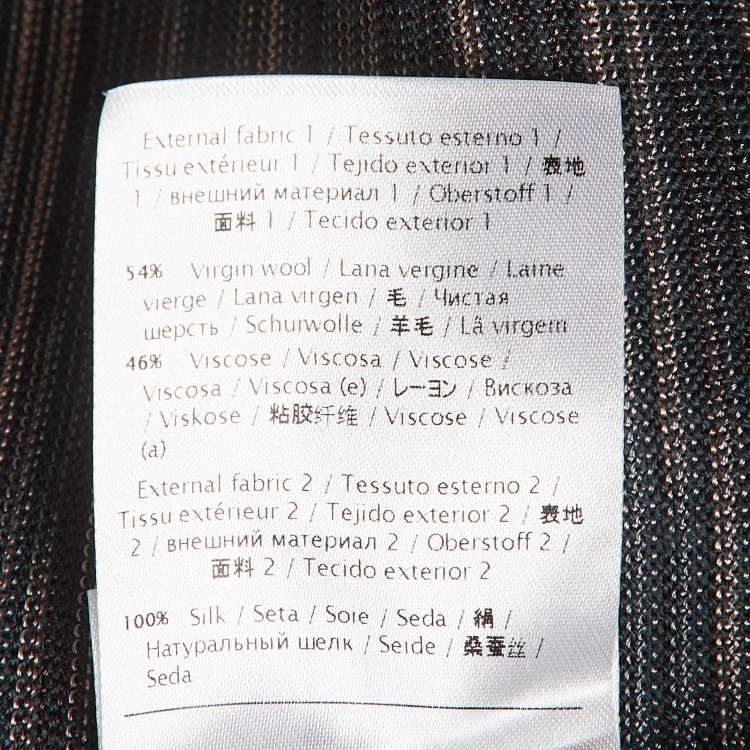 External fabric 1 / Tessuto esterno 1 /
Tissu extérieur 1 / Tejido exterior 1 / 表地
1 / внешний материал 1 / Oberstoff 1 /
面料 1 / Tecido exterior 1
54% Virgin wool / Lana vergine / Laine
vierge / Lana virgen / 毛 / Чистая
шерсть / Schurwolle / 羊毛 / Lã virgem
46% Viscose / Viscosa / Viscose /
Viscosa / Viscosa (e) / レーヨン / Вискоза
/ Viskose / 粘胶纤维 / Viscose / Viscose
(a)
External fabric 2 / Tessuto esterno 2 /
Tissu extérieur 2 / Tejido exterior 2 / 表地
2 / внешний материал 2 / Oberstoff 2 /
面料 2 / Tecido exterior 2
100% Silk / Seta / Soie / Seda / 絹 /
Натуральный шелк / Seide / 桑蚕丝 /
Seda